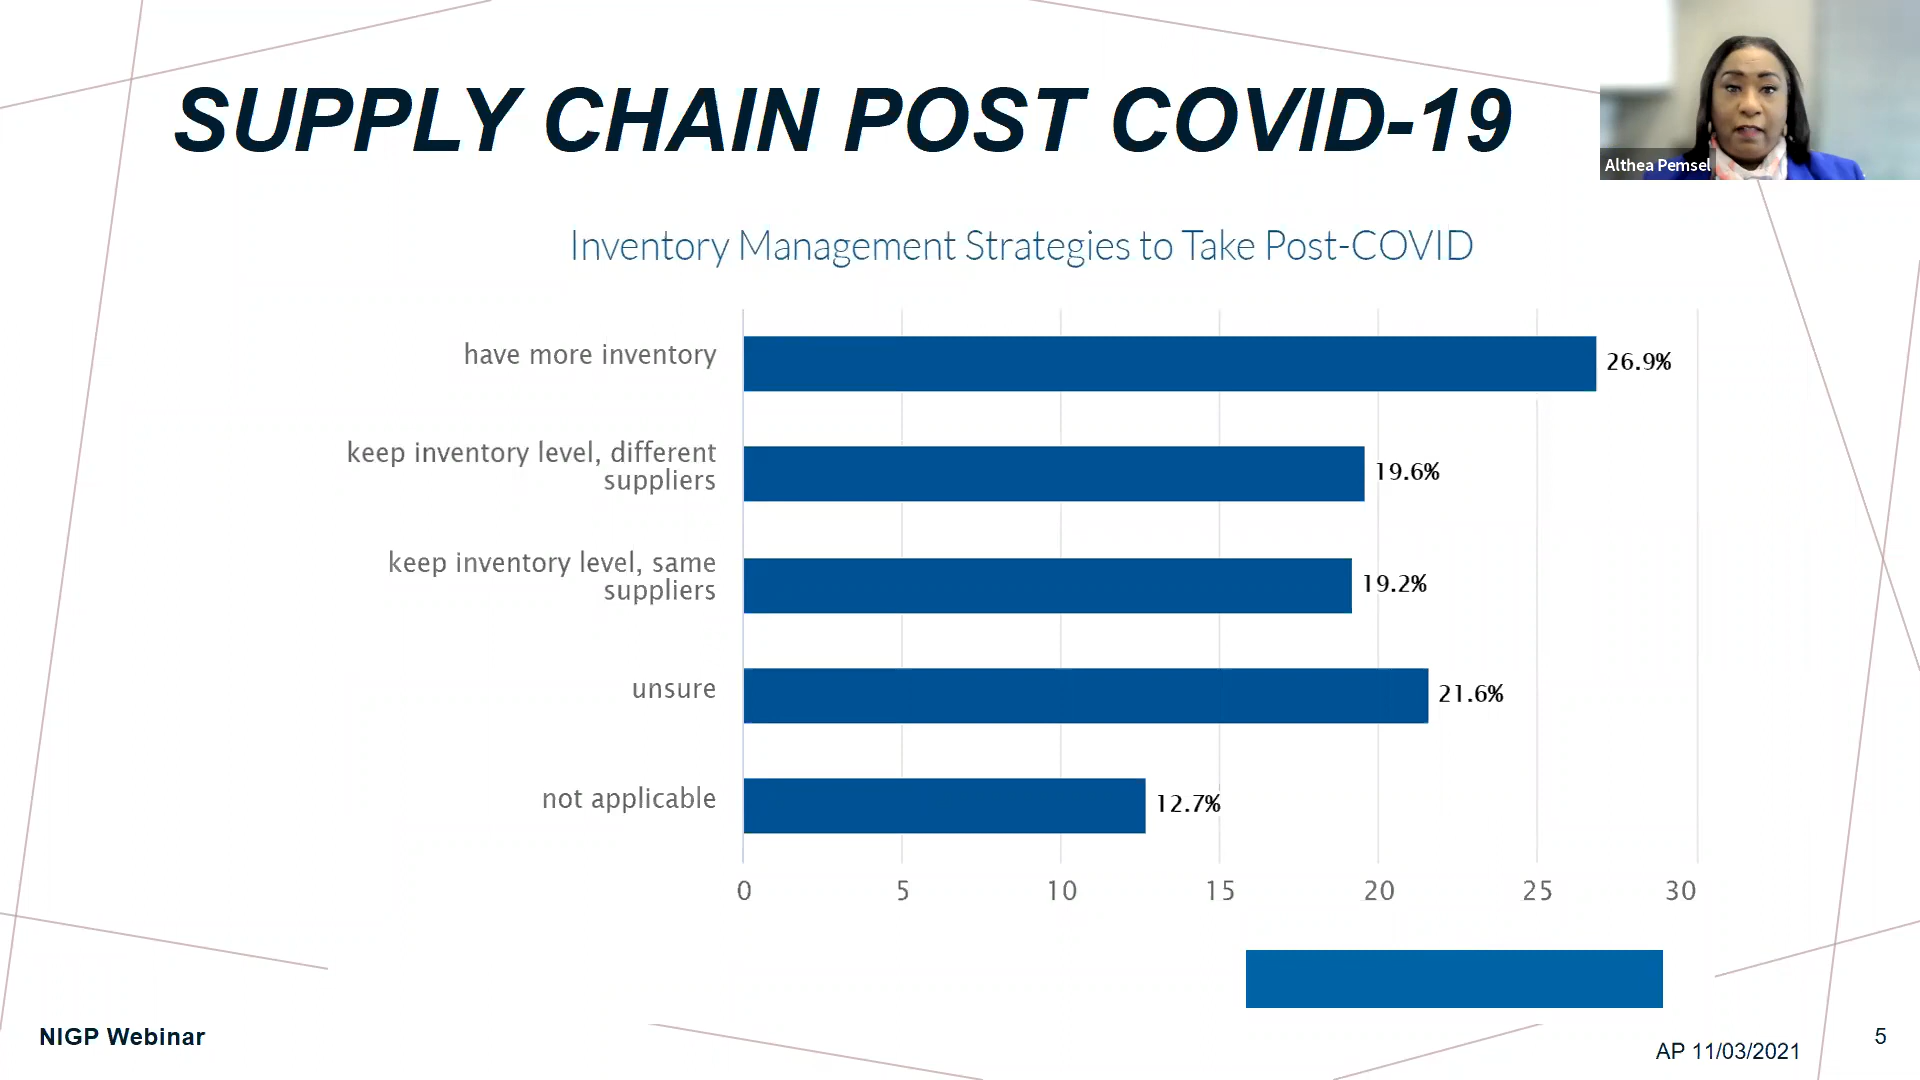 SUPPLY CHAIN POST COVID-19
Althea Pemsel
Inventory Management Strategies to Take Post-COVID
have more inventory
26.9%
keep inventory level, different
suppliers
19.6%
keep inventory level, same
suppliers
19.2%
unsure
21.6%
not applicable
12.7%
0 5 10 15 20 25 30
NIGP Webinar
AP 11/03/2021
5